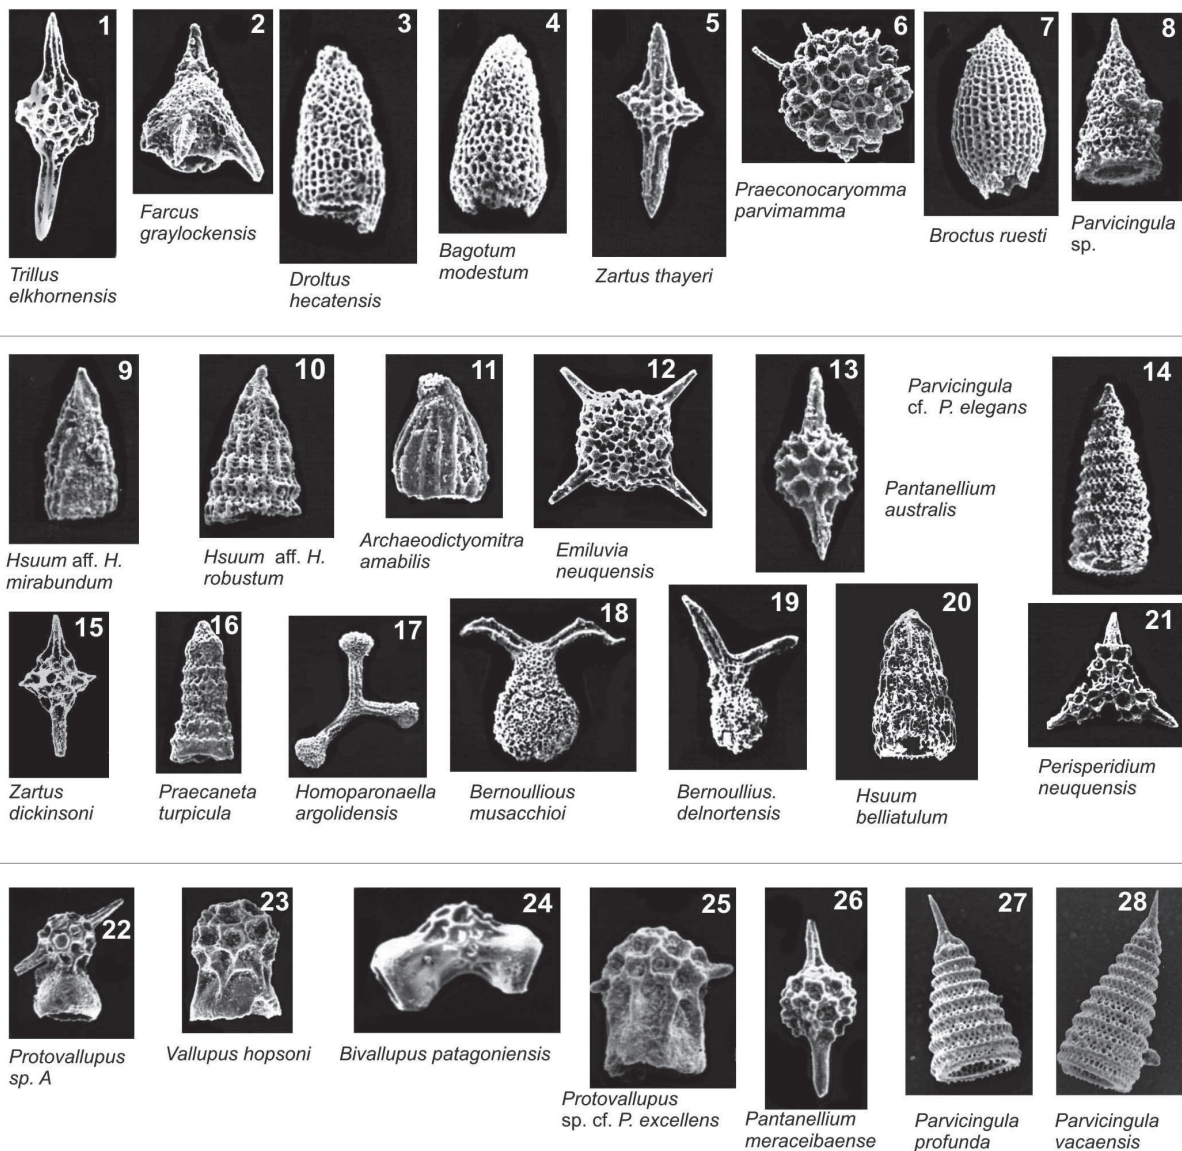 1
2
3
4
5
6
7
8
Trillus
elkhornensis
Farcus
graylockensis
Droltus
hecatensis
Bagotum
modestum
Zartus thayeri
Praeconocaryomma
parvimamma
Broctus ruesti
Parvicingula
sp.
9
10
11
12
13
14
Hsuum aff. H.
mirabundum
Hsuum aff. H.
robustum
Archaeodictyomitra
amabilis
Emiluvia
neuquensis
Pantanellium
australis
Parvicingula
cf. P. elegans
15
16
17
18
19
20
21
Zartus
dickinsoni
Praecaneta
turpicula
Homoparonaella
argolidensis
Bernoullious
musacchioi
Bernoullius.
delnortensis
Hsuum
belliatulum
Perisperidium
neuquensis
22
23
24
25
26
27
28
Protovallupus
sp. A
Vallupus hopsoni
Bivallupus patagoniensis
Protovallupus
sp. cf. P. excellens
Pantanellium
meraceibaense
Parvicingula
profunda
Parvicingula
vacaensis